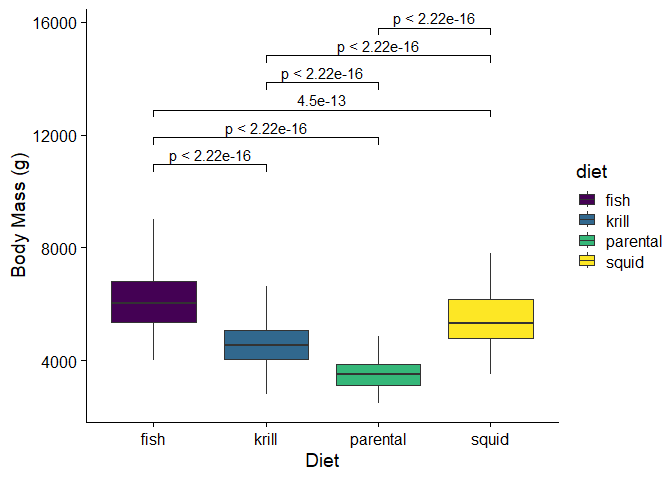 16000
p < 2.22e-16
p < 2.22e-16
p < 2.22e-16
4.5e-13
12000
p < 2.22e-16
p < 2.22e-16
8000
4000
Body Mass (g)
diet
fish
krill
parental
squid
fish krill parental squid
Diet